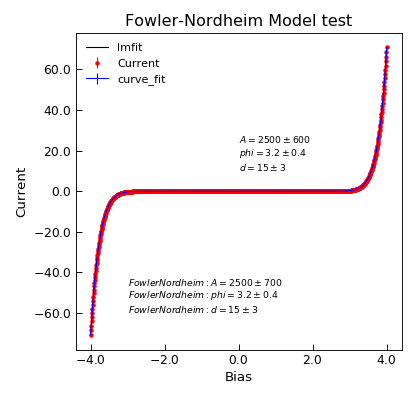 Fowler-Nordheim Model test
lmfit
Current
curve_fit
60.0
40.0
20.0
0.0
−20.0
−40.0
−60.0
Current
A = 2500 ± 600
phi = 3.2 ± 0.4
d = 15 ± 3
FowlerNordheim: A = 2500 ± 700
FowlerNordheim: phi = 3.2 ± 0.4
FowlerNordheim: d = 15 ± 3
−4.0 −2.0 0.0 2.0 4.0
Bias